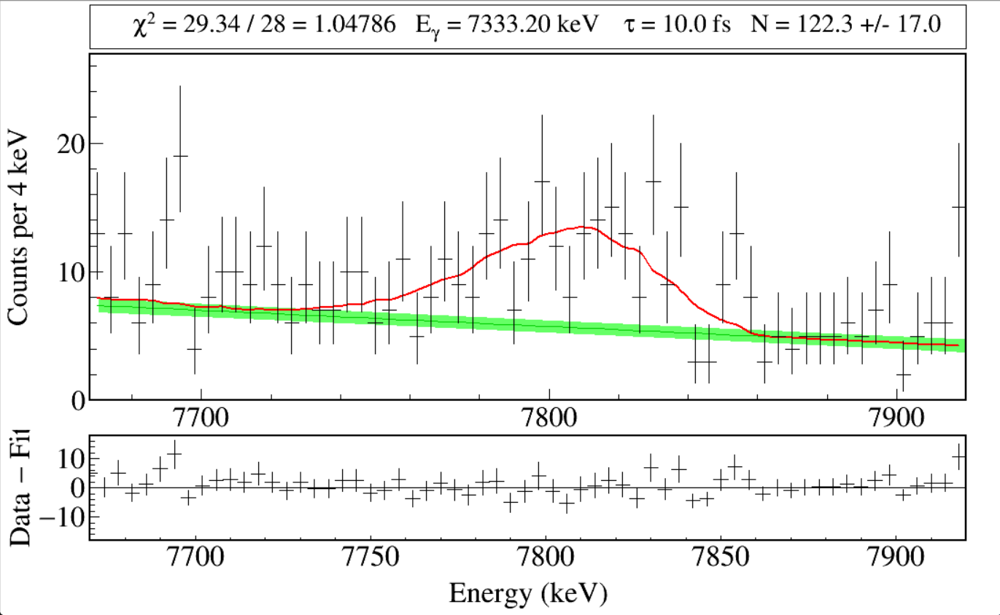 χ² = 29.34 / 28 = 1.04786 Eγ = 7333.20 keV τ = 10.0 fs N = 122.3 +/- 17.0
Counts per 4 keV
20
10
0
7700 7800 7900
Data − Fit
10
0
−10
7700 7750 7800 7850 7900
Energy (keV)